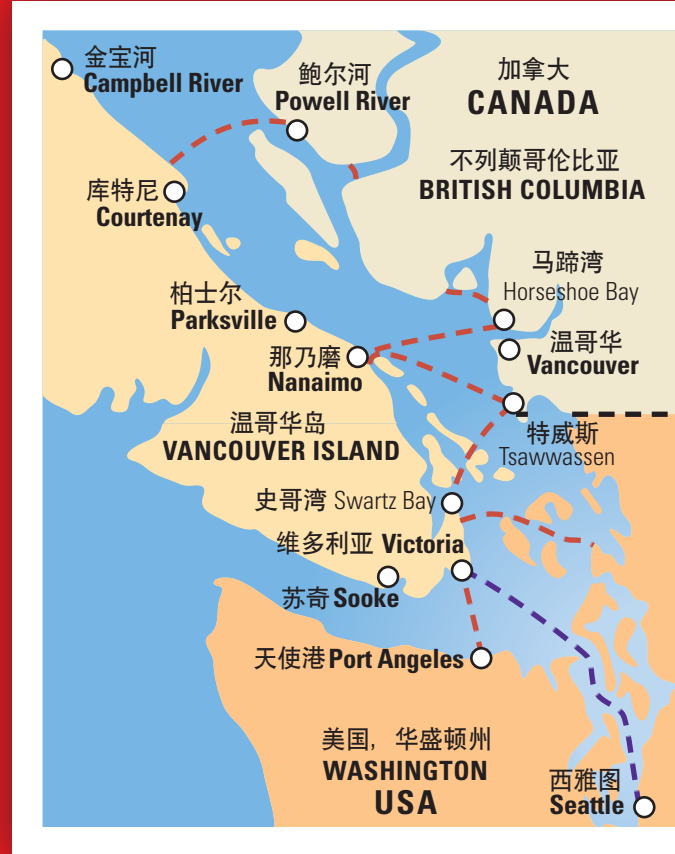 金宝河
Campbell River
鲍尔河
Powell River
加拿大
CANADA
不列颠哥伦比亚
BRITISH COLUMBIA
库特尼
Courtenay
马蹄湾
Horseshoe Bay
柏士尔
Parksville
温哥华
Vancouver
那乃磨
Nanaimo
温哥华岛
VANCOUVER ISLAND
特威斯
Tsawwassen
史哥湾 Swartz Bay
维多利亚 Victoria
苏奇 Sooke
天使港 Port Angeles
美国，华盛顿州
WASHINGTON
USA
西雅图
Seattle